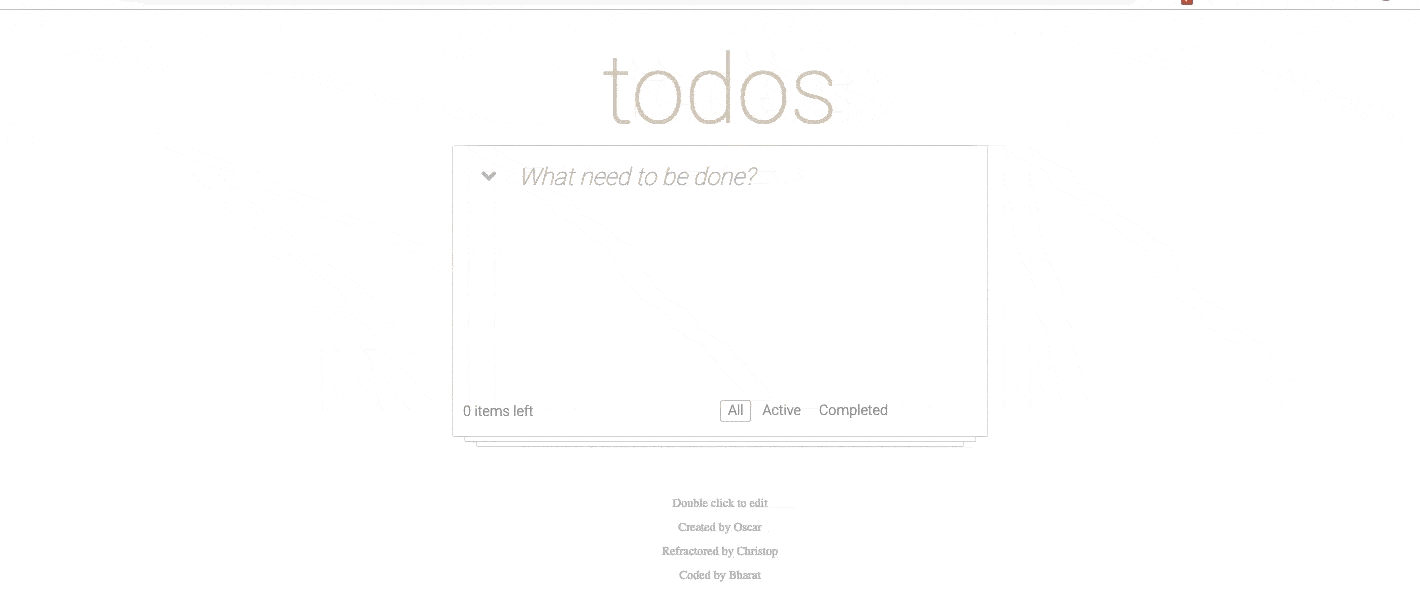 todos
What need to be done?
0 items left All Active Completed
Double click to edit
Created by Oscar
Refractored by Christop
Coded by Bharat